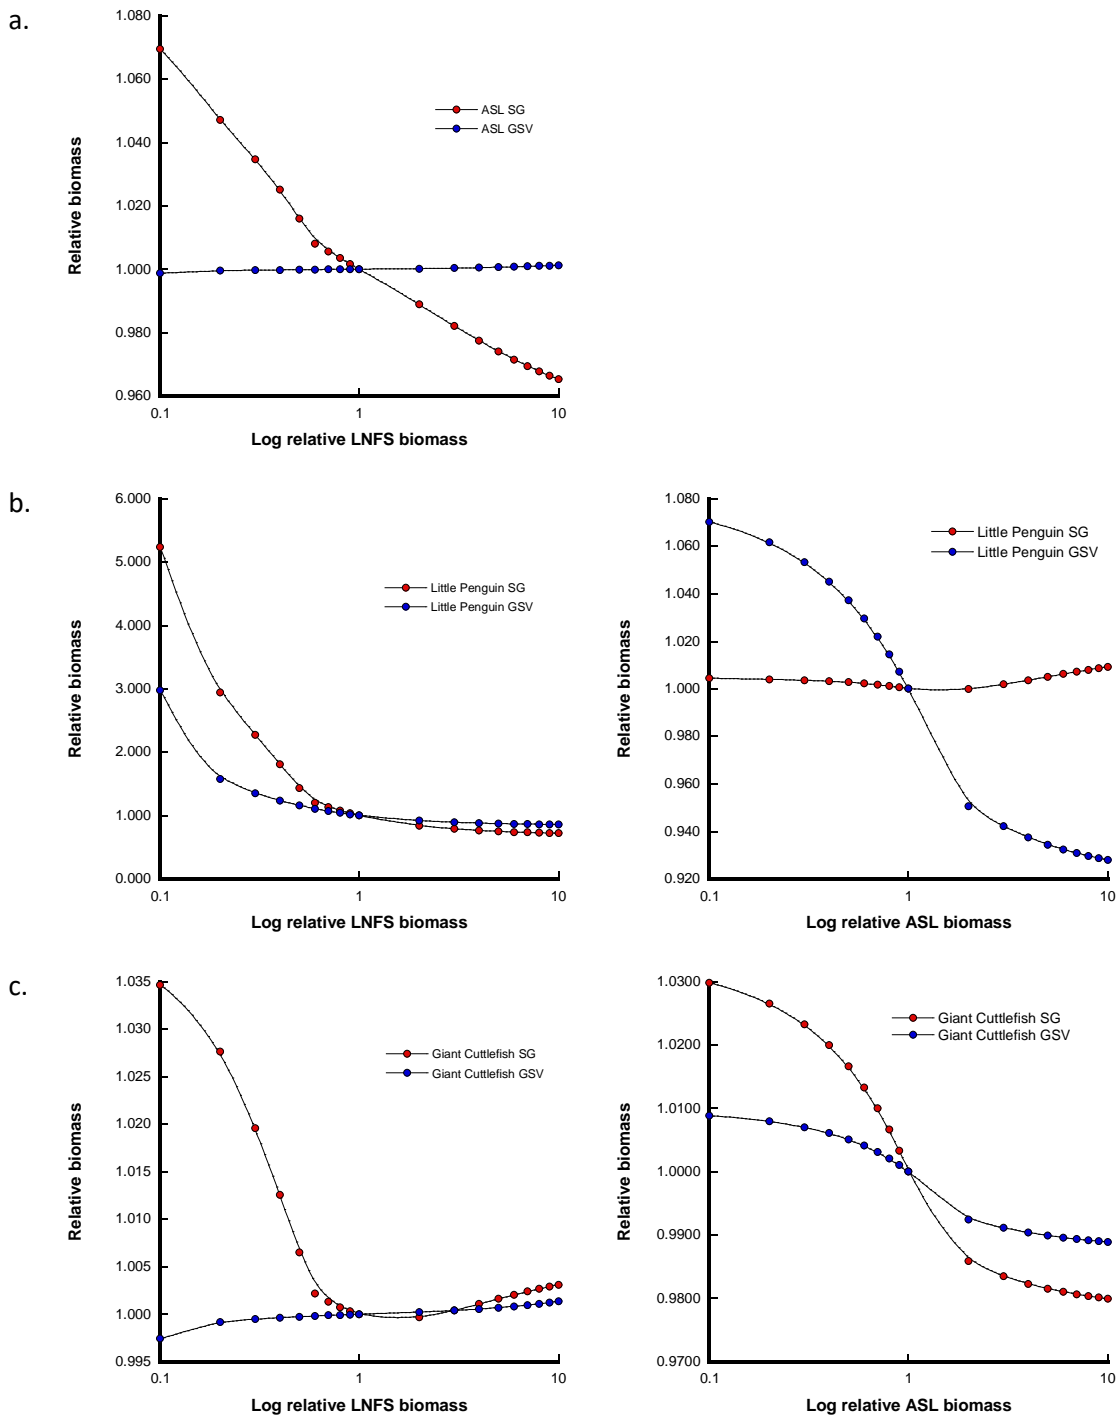 a.
1.080
1.060
1.040
1.020
1.000
0.980
0.960
Relative biomass
ASL SG
ASL GSV
0.1 1 10
Log relative LNFS biomass
b.
6.000
5.000
4.000
3.000
2.000
1.000
0.000
Relative biomass
Little Penguin SG
Little Penguin GSV
0.1 1 10
Log relative LNFS biomass
1.080
1.060
1.040
1.020
1.000
0.980
0.960
0.940
0.920
Relative biomass
Little Penguin SG
Little Penguin GSV
0.1 1 10
Log relative ASL biomass
c.
1.035
1.030
1.025
1.020
1.015
1.010
1.005
1.000
0.995
Relative biomass
Giant Cuttlefish SG
Giant Cuttlefish GSV
0.1 1 10
Log relative LNFS biomass
1.0300
1.0200
1.0100
1.0000
0.9900
0.9800
0.9700
Relative biomass
Giant Cuttlefish SG
Giant Cuttlefish GSV
0.1 1 10
Log relative ASL biomass